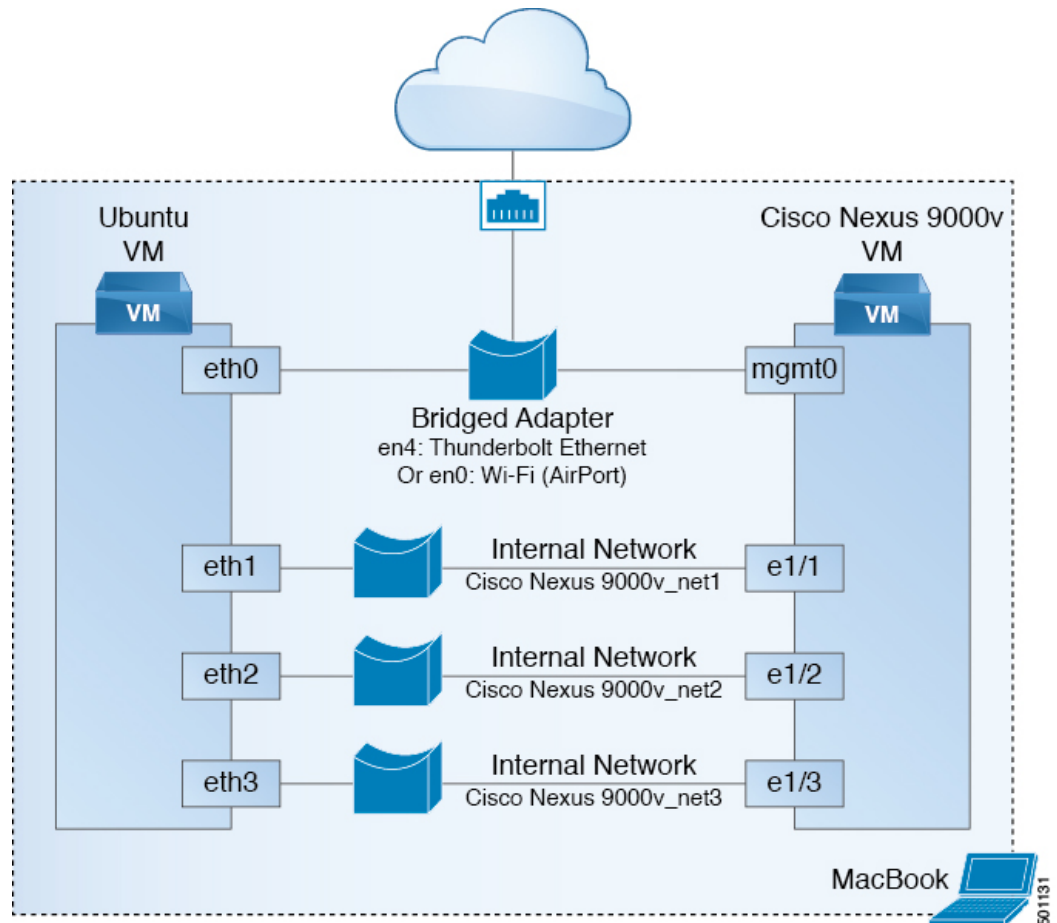 Ubuntu
VM
Cisco Nexus 9000v
VM
VM
VM
eth0
mgmt0
Bridged Adapter
en4: Thunderbolt Ethernet
Or en0: Wi-Fi (AirPort)
eth1
Internal Network
Cisco Nexus 9000v_net1
e1/1
eth2
Internal Network
Cisco Nexus 9000v_net2
e1/2
eth3
Internal Network
Cisco Nexus 9000v_net3
e1/3
MacBook
501131